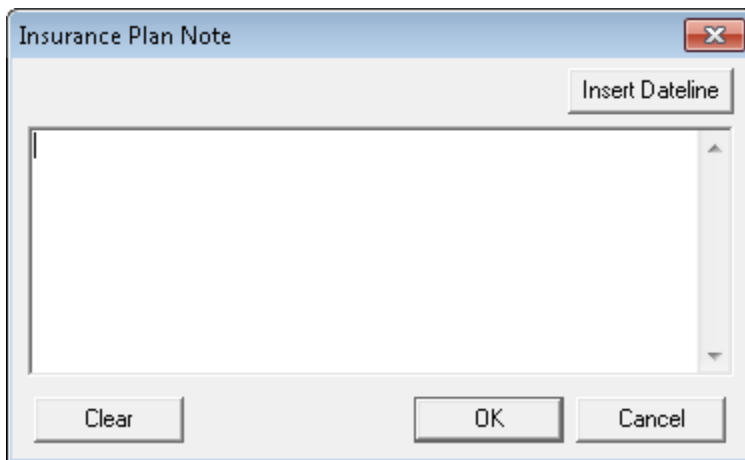 Insurance Plan Note
Insert Dateline
Clear
OK
Cancel